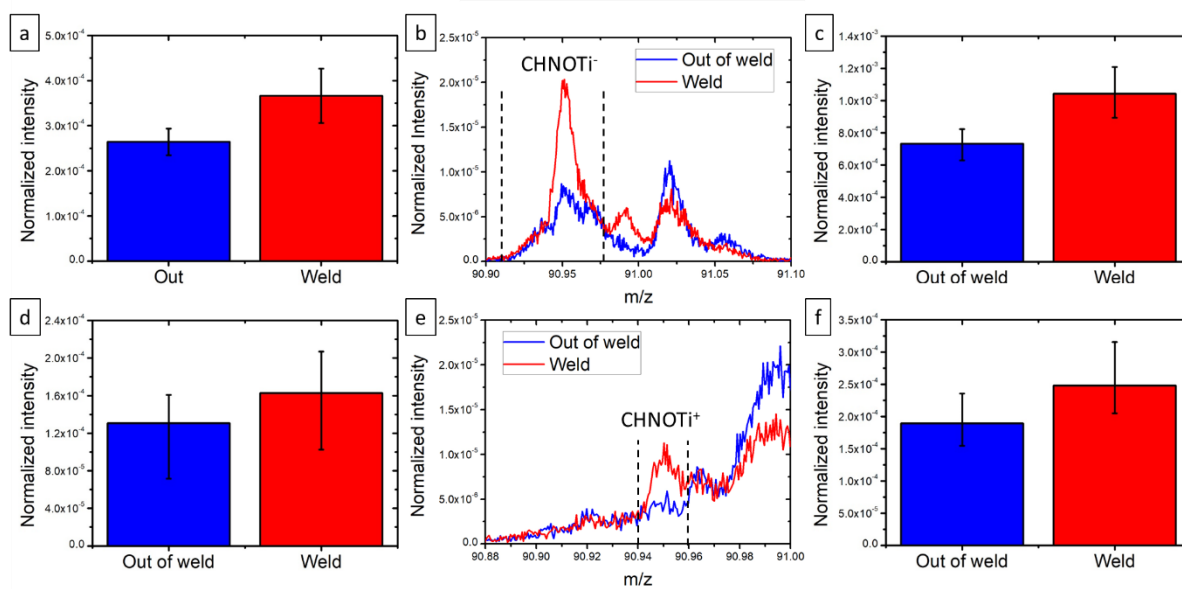 a
Normalized intensity
5.0x10⁻⁴
4.0x10⁻⁴
3.0x10⁻⁴
2.0x10⁻⁴
1.0x10⁻⁴
0.0
Out
Weld
b
Normalized Intensity
2.5x10⁻⁵
2.0x10⁻⁵
1.5x10⁻⁵
1.0x10⁻⁵
5.0x10⁻⁶
0.0
CHNOTi⁻
Out of weld
Weld
90.90 90.95 91.00 91.05 91.10
m/z
c
Normalized intensity
1.4x10⁻³
1.2x10⁻³
1.0x10⁻³
8.0x10⁻⁴
6.0x10⁻⁴
4.0x10⁻⁴
2.0x10⁻⁴
0.0
Out of weld
Weld
d
Normalized intensity
2.4x10⁻⁴
2.0x10⁻⁴
1.6x10⁻⁴
1.2x10⁻⁴
8.0x10⁻⁵
4.0x10⁻⁵
0.0
Out of weld
Weld
e
Normalized intensity
2.5x10⁻⁵
2.0x10⁻⁵
1.5x10⁻⁵
1.0x10⁻⁵
5.0x10⁻⁶
0.0
Out of weld
Weld
CHNOTi⁺
90.88 90.90 90.92 90.94 90.96 90.98 91.00
m/z
f
Normalized intensity
3.5x10⁻⁴
3.0x10⁻⁴
2.5x10⁻⁴
2.0x10⁻⁴
1.5x10⁻⁴
1.0x10⁻⁴
5.0x10⁻⁵
0.0
Out of weld
Weld